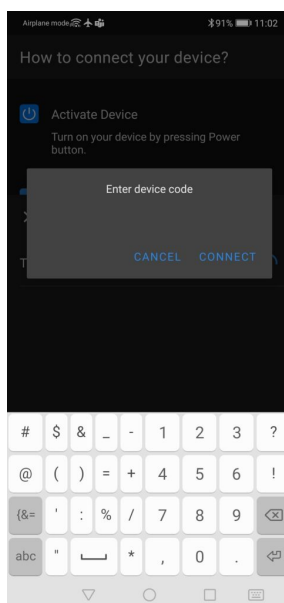 Airplane mode 91% 11:02
How to connect your device?
Activate Device
Turn on your device by pressing Power
button.
Enter device code
T
CANCEL CONNECT
# $ & _ - 1 2 3 ?
@ ( ) = + 4 5 6 !
{&= ' : % / 7 8 9
abc " * , 0 .